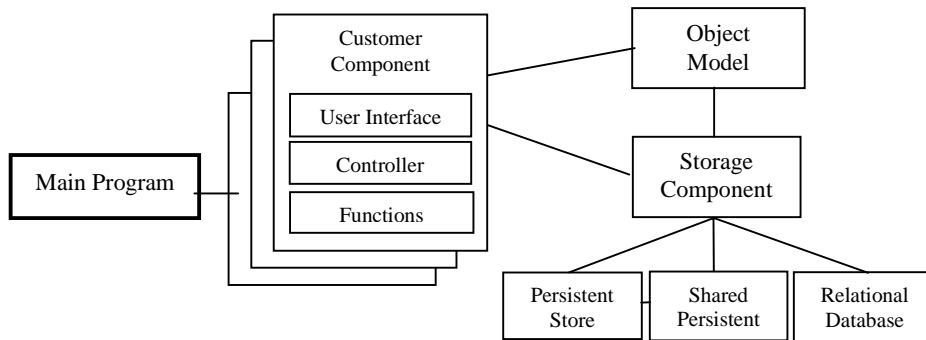 Customer
Component
User Interface
Controller
Functions
Main Program
Object
Model
Storage
Component
Persistent
Store
Shared
Persistent
Relational
Database